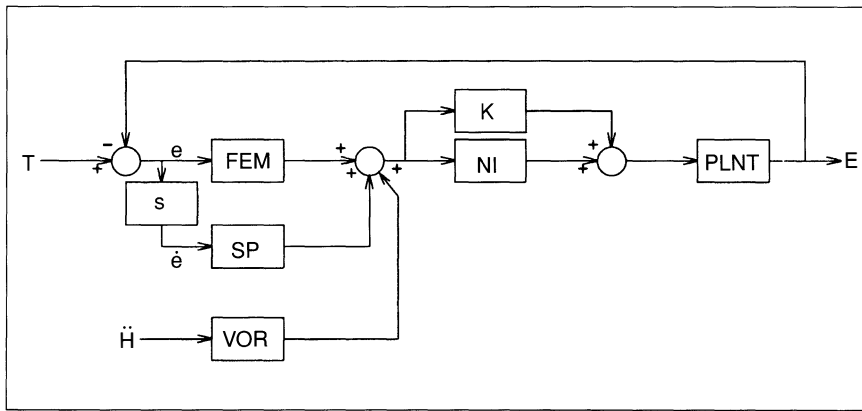 K
−
T
+
e
FEM
+
+
+
NI
+
+
PLNT
E
s
ė
SP
Ḧ
VOR